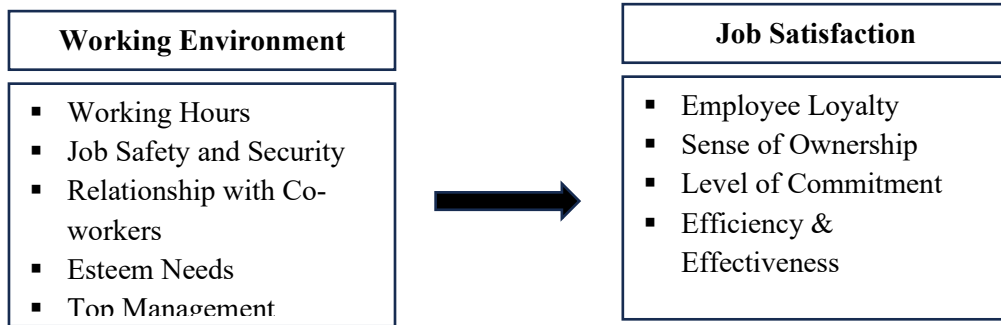 Working Environment
▪ Working Hours
▪ Job Safety and Security
▪ Relationship with Co-
workers
▪ Esteem Needs
▪ Top Management
Job Satisfaction
▪ Employee Loyalty
▪ Sense of Ownership
▪ Level of Commitment
▪ Efficiency &
Effectiveness